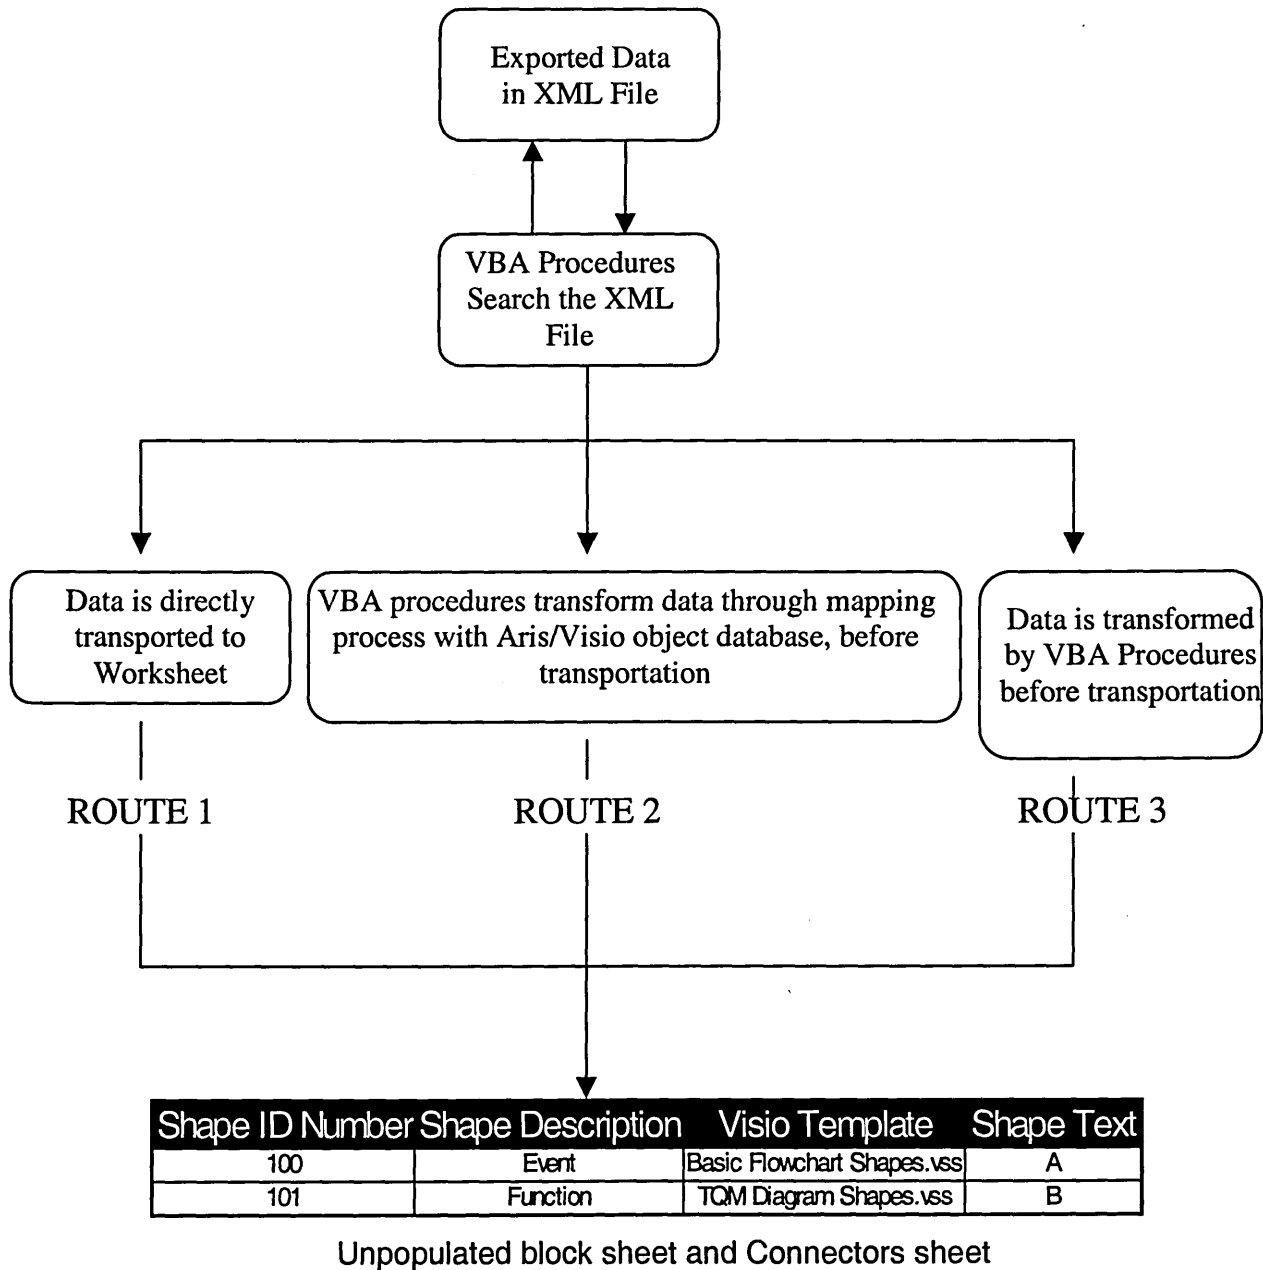 Exported Data
in XML File
VBA Procedures
Search the XML
File
Data is directly
transported to
Worksheet
VBA procedures transform data through mapping
process with Aris/Visio object database, before
transportation
Data is transformed
by VBA Procedures
before transportation
ROUTE 1
ROUTE 2
ROUTE 3
Shape ID Number Shape Description Visio Template Shape Text
100 Event Basic Flowchart Shapes.vss A
101 Function TQM Diagram Shapes.vss B
Unpopulated block sheet and Connectors sheet